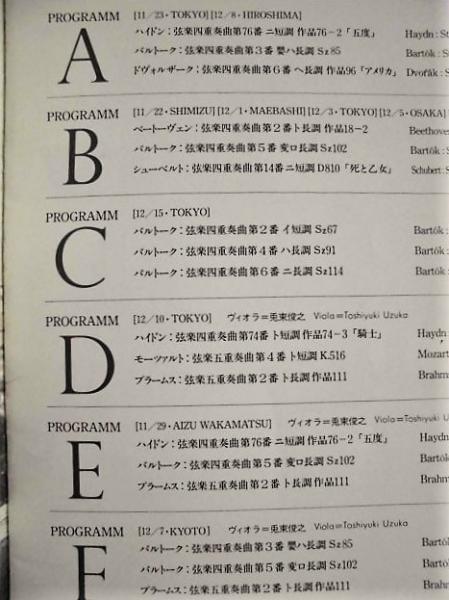 PROGRAMM A [11/23・TOKYO] [12/8・HIROSHIMA]
ハイドン：弦楽四重奏曲第76番 ニ短調 作品76-2「五度」 Haydn : St
バルトーク：弦楽四重奏曲第3番 嬰ハ長調 Sz85 Bartók : St
ドヴォルザーク：弦楽四重奏曲第6番 ヘ長調 作品96「アメリカ」 Dvořák : S
PROGRAMM B [11/22・SHIMIZU] [12/1・MAEBASHI] [12/3・TOKYO] [12/5・OSAKA]
ベートーヴェン：弦楽四重奏曲第2番 ト長調 作品18-2 Beethoven
バルトーク：弦楽四重奏曲第5番 変ロ長調 Sz102 Bartók : S
シューベルト：弦楽四重奏曲第14番 ニ短調 D810「死と乙女」 Schubert : S
PROGRAMM C [12/15・TOKYO]
バルトーク：弦楽四重奏曲第2番 イ短調 Sz67 Bartók :
バルトーク：弦楽四重奏曲第4番 ハ長調 Sz91 Bartók :
バルトーク：弦楽四重奏曲第6番 ニ長調 Sz114 Bartók :
PROGRAMM D [12/10・TOKYO] ヴィオラ＝兎束俊之 Viola=Toshiyuki Uzuka
ハイドン：弦楽四重奏曲第74番 ト短調 作品74-3「騎士」 Haydn
モーツァルト：弦楽五重奏曲第4番 ト短調 K.516 Mozart
ブラームス：弦楽五重奏曲第2番 ト長調 作品111 Brahm
PROGRAMM E [11/29・AIZU WAKAMATSU] ヴィオラ＝兎束俊之 Viola=Toshiyuki U
ハイドン：弦楽四重奏曲第76番 ニ短調 作品76-2「五度」 Haydn
バルトーク：弦楽四重奏曲第5番 変ロ長調 Sz102 Bartók
ブラームス：弦楽五重奏曲第2番 ト長調 作品111 Brahm
PROGRAMM F [12/7・KYOTO] ヴィオラ＝兎束俊之 Viola=Toshiyuki Uzuka
バルトーク：弦楽四重奏曲第3番 嬰ハ長調 Sz85 Bartók
バルトーク：弦楽四重奏曲第5番 変ロ長調 Sz102 Bartók
ブラームス：弦楽五重奏曲第2番 ト長調 作品111 Brahm